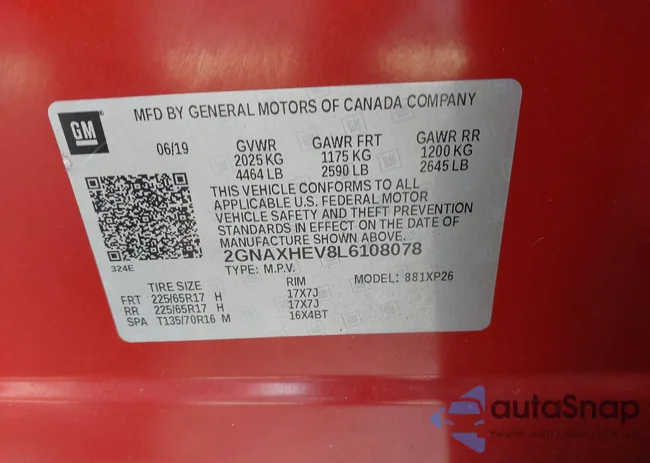 MFD BY GENERAL MOTORS OF CANADA COMPANY
GM
06/19 GVWR GAWR FRT GAWR RR
2025 KG 1175 KG 1200 KG
4464 LB 2590 LB 2645 LB
THIS VEHICLE CONFORMS TO ALL
APPLICABLE U.S. FEDERAL MOTOR
VEHICLE SAFETY AND THEFT PREVENTION
STANDARDS IN EFFECT ON THE DATE OF
MANUFACTURE SHOWN ABOVE.
2GNAXHEV8L6108078
324E
TYPE: M.P.V.
MODEL: 881XP26
TIRE SIZE RIM
FRT 225/65R17 H 17X7J
RR 225/65R17 H 17X7J
SPA T135/70R16 M 16X4BT
autoSnap